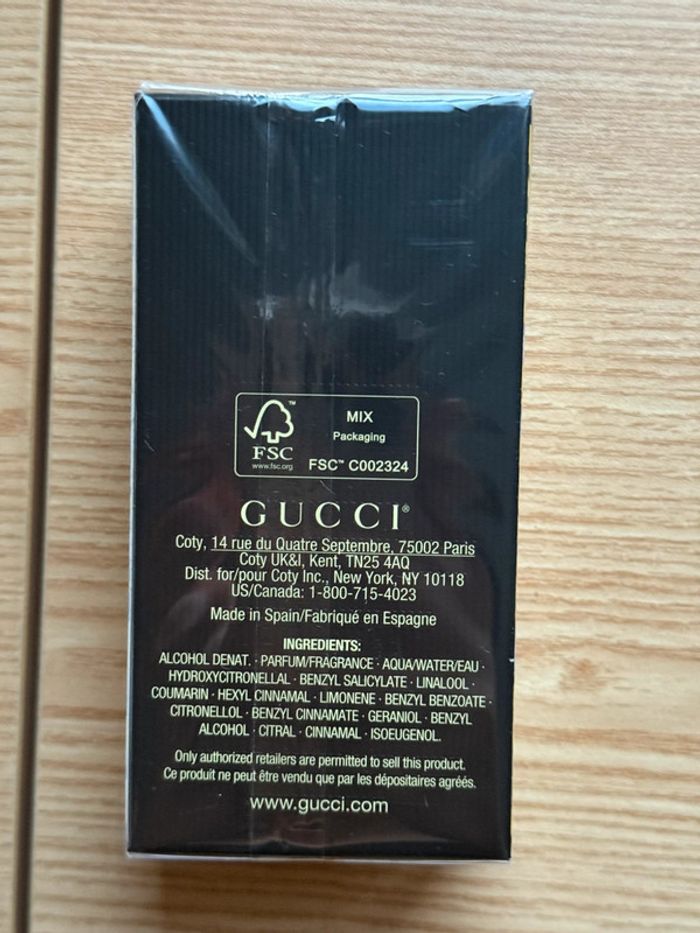 MIX
Packaging
FSC™
www.fsc.org
FSC™ C002324
GUCCI®
Coty, 14 rue du Quatre Septembre, 75002 Paris
Coty UK&I, Kent, TN25 4AQ
Dist. for/pour Coty Inc., New York, NY 10118
US/Canada: 1-800-715-4023
Made in Spain/Fabriqué en Espagne
INGREDIENTS:
ALCOHOL DENAT. · PARFUM/FRAGRANCE · AQUA/WATER/EAU ·
HYDROXYCITRONELLAL · BENZYL SALICYLATE · LINALOOL ·
COUMARIN · HEXYL CINNAMAL · LIMONENE · BENZYL BENZOATE ·
CITRONELLOL · BENZYL CINNAMATE · GERANIOL · BENZYL
ALCOHOL · CITRAL · CINNAMAL · ISOEUGENOL.
Only authorized retailers are permitted to sell this product.
Ce produit ne peut être vendu que par les dépositaires agréés.
www.gucci.com